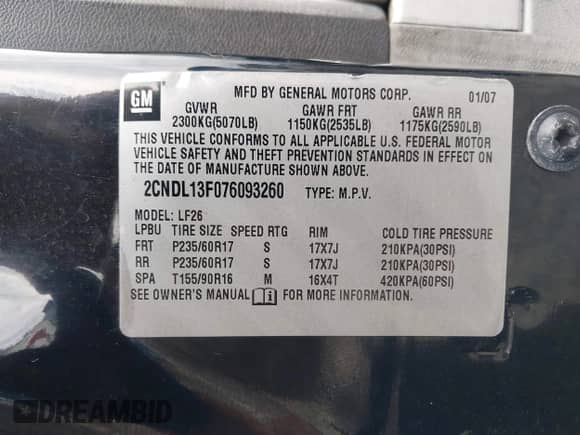 GM
MFD BY GENERAL MOTORS CORP. 01/07
GVWR GAWR FRT GAWR RR
2300KG(5070LB) 1150KG(2535LB) 1175KG(2590LB)
THIS VEHICLE CONFORMS TO ALL APPLICABLE U.S. FEDERAL MOTOR
VEHICLE SAFETY AND THEFT PREVENTION STANDARDS IN EFFECT ON
THE DATE OF MANUFACTURE SHOWN ABOVE.
2CNDL13F076093260 TYPE: M.P.V.
MODEL: LF26
LPBU TIRE SIZE SPEED RTG RIM COLD TIRE PRESSURE
FRT P235/60R17 S 17X7J 210KPA(30PSI)
RR P235/60R17 S 17X7J 210KPA(30PSI)
SPA T155/90R16 M 16X4T 420KPA(60PSI)
SEE OWNER'S MANUAL i FOR MORE INFORMATION.
DREAMBID